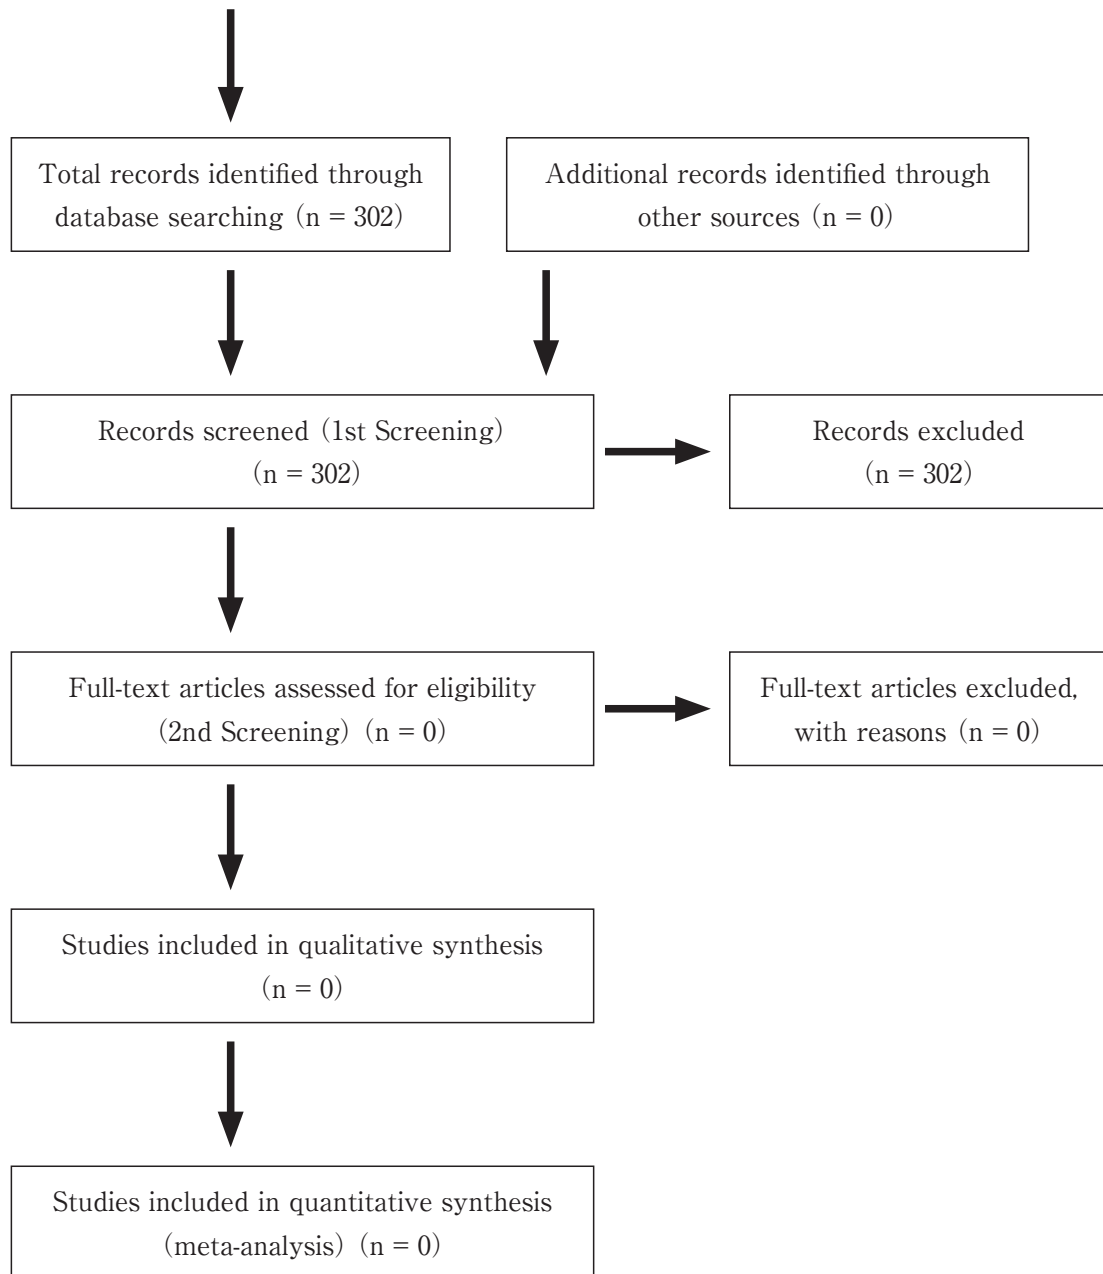 Total records identified through
database searching (n = 302)
Additional records identified through
other sources (n = 0)
Records screened (1st Screening)
(n = 302)
Records excluded
(n = 302)
Full-text articles assessed for eligibility
(2nd Screening) (n = 0)
Full-text articles excluded,
with reasons (n = 0)
Studies included in qualitative synthesis
(n = 0)
Studies included in quantitative synthesis
(meta-analysis) (n = 0)